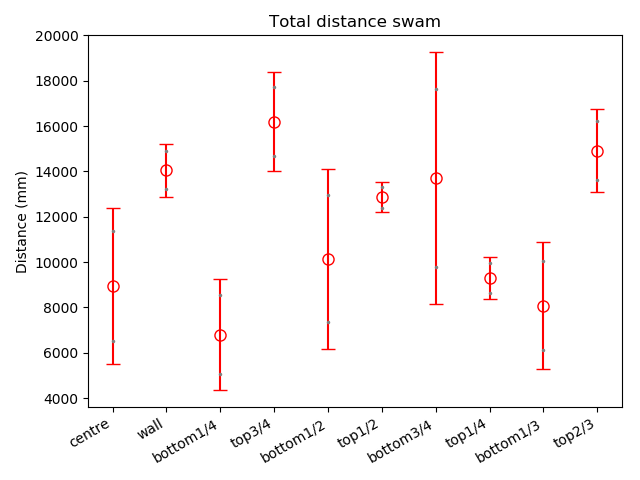 Total distance swam
20000
18000
16000
14000
12000
10000
8000
6000
4000
Distance (mm)
centre
wall
bottom1/4
top3/4
bottom1/2
top1/2
bottom3/4
top1/4
bottom1/3
top2/3